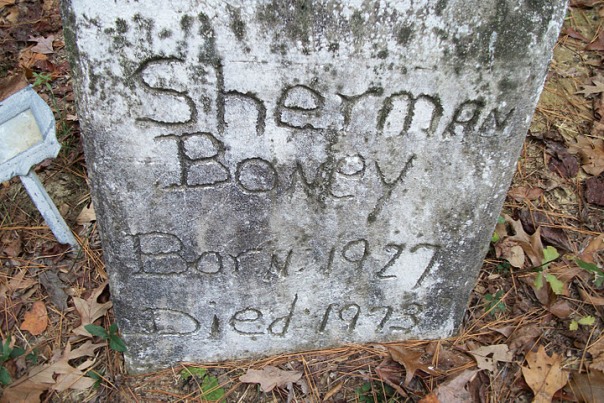 Sherman
Boney
Born. 1927
Died. 1973